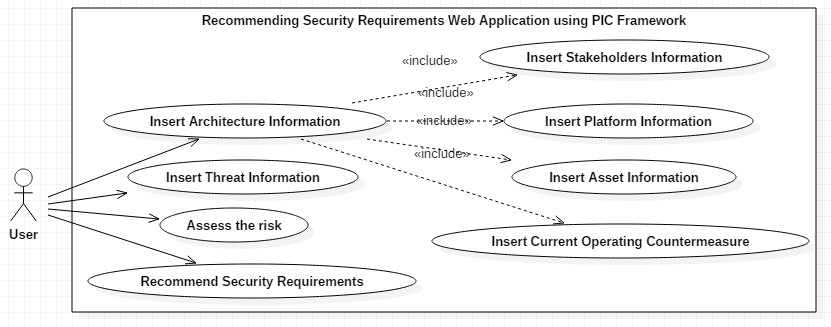 Recommending Security Requirements Web Application using PIC Framework
«include»
Insert Stakeholders Information
«include»
Insert Architecture Information
«include»
Insert Platform Information
«include»
Insert Threat Information
Insert Asset Information
Assess the risk
User
Insert Current Operating Countermeasure
Recommend Security Requirements